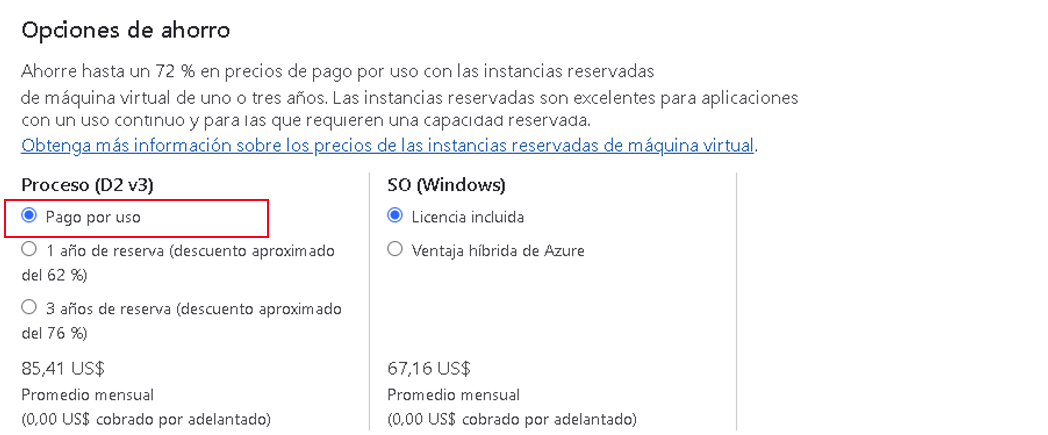 Opciones de ahorro
Ahorre hasta un 72 % en precios de pago por uso con las instancias reservadas
de máquina virtual de uno o tres años. Las instancias reservadas son excelentes para aplicaciones
con un uso continuo y para las que requieren una capacidad reservada.
Obtenga más información sobre los precios de las instancias reservadas de máquina virtual.
Proceso (D2 v3)
Pago por uso
1 año de reserva (descuento aproximado
del 62 %)
3 años de reserva (descuento aproximado
del 76 %)
85,41 US$
Promedio mensual
(0,00 US$ cobrado por adelantado)
SO (Windows)
Licencia incluida
Ventaja híbrida de Azure
67,16 US$
Promedio mensual
(0,00 US$ cobrado por adelantado)